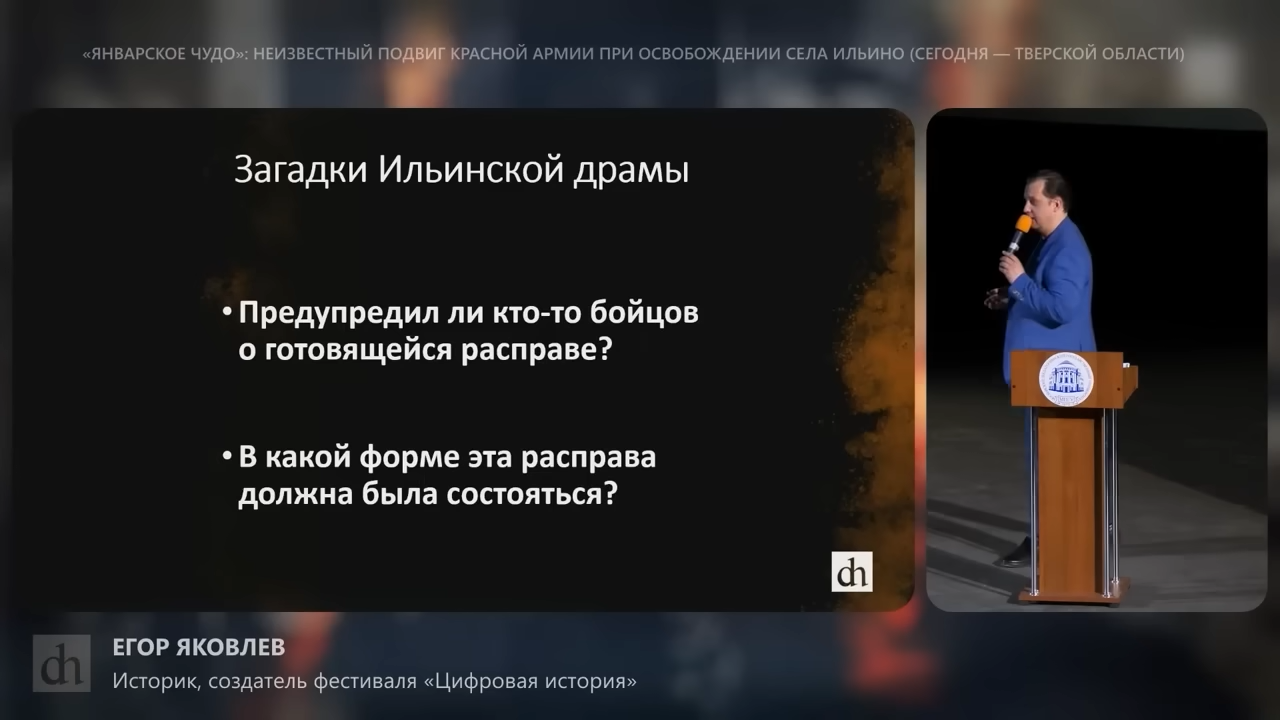 «ЯНВАРСКОЕ ЧУДО»: НЕИЗВЕСТНЫЙ ПОДВИГ КРАСНОЙ АРМИИ ПРИ ОСВОБОЖДЕНИИ СЕЛА ИЛЬИНО (СЕГОДНЯ — ТВЕРСКОЙ ОБЛАСТИ)
Загадки Ильинской драмы
• Предупредил ли кто-то бойцов
о готовящейся расправе?
• В какой форме эта расправа
должна была состояться?
dh
dh
ЕГОР ЯКОВЛЕВ
Историк, создатель фестиваля «Цифровая история»